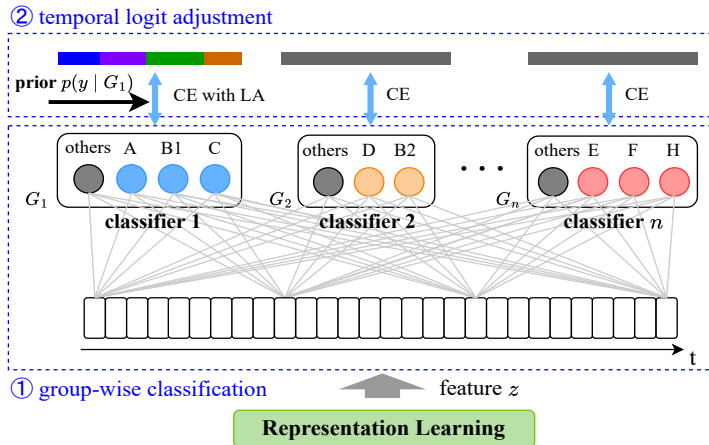 ② temporal logit adjustment
prior p(y | G₁)
CE with LA
CE
CE
others A B1 C
others D B2
others E F H
G₁
G₂
· · ·
Gₙ
classifier 1
classifier 2
classifier n
t
① group-wise classification
feature z
Representation Learning